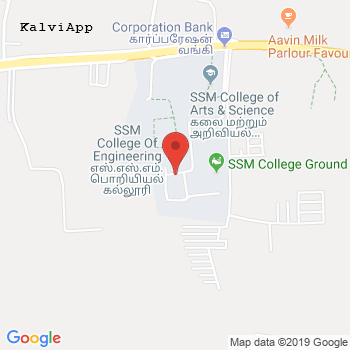 KalviApp
Corporation Bank
கார்ப்பரேஷன்
வங்கி
Aavin Milk
Parlour Favou
SSM College of
Arts & Science
கலை மற்றும்
அறிவியல்...
SSM
College Of
Engineering
எஸ்.எஸ்.எம்.
பொறியியல்
கல்லூரி
SSM College Ground
Google
Map data ©2019 Google